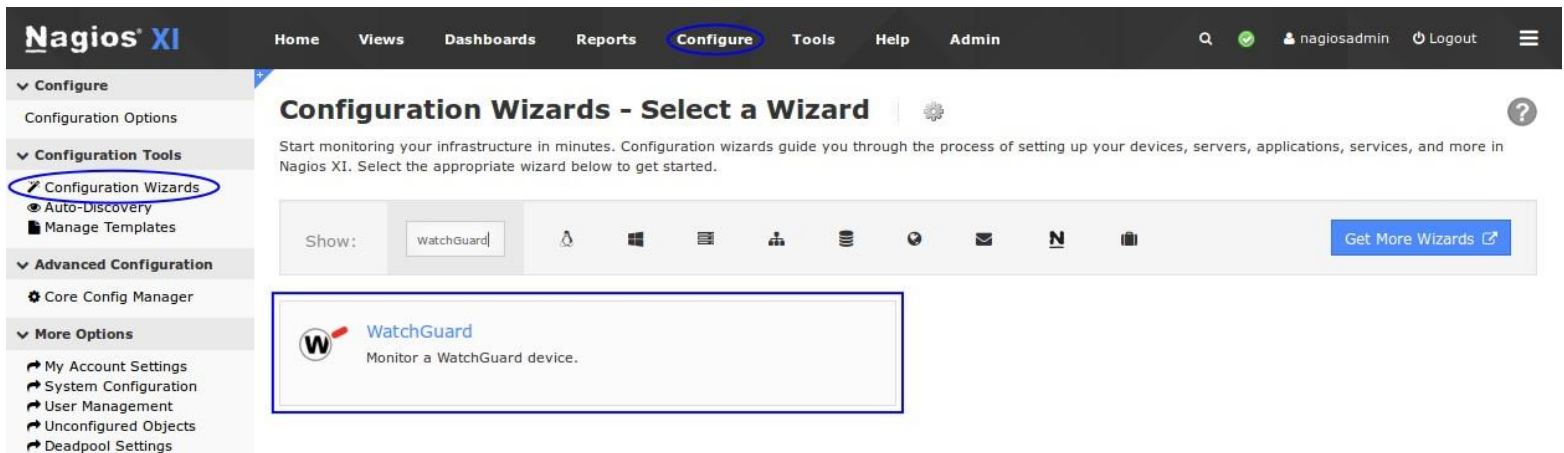 Nagios® XI
Home Views Dashboards Reports Configure Tools Help Admin nagiosadmin Logout
Configure
Configuration Options
Configuration Tools
Configuration Wizards
Auto-Discovery
Manage Templates
Advanced Configuration
Core Config Manager
More Options
My Account Settings
System Configuration
User Management
Unconfigured Objects
Deadpool Settings
Configuration Wizards - Select a Wizard
?
Start monitoring your infrastructure in minutes. Configuration wizards guide you through the process of setting up your devices, servers, applications, services, and more in
Nagios XI. Select the appropriate wizard below to get started.
Show: WatchGuard N Get More Wizards
W
WatchGuard
Monitor a WatchGuard device.